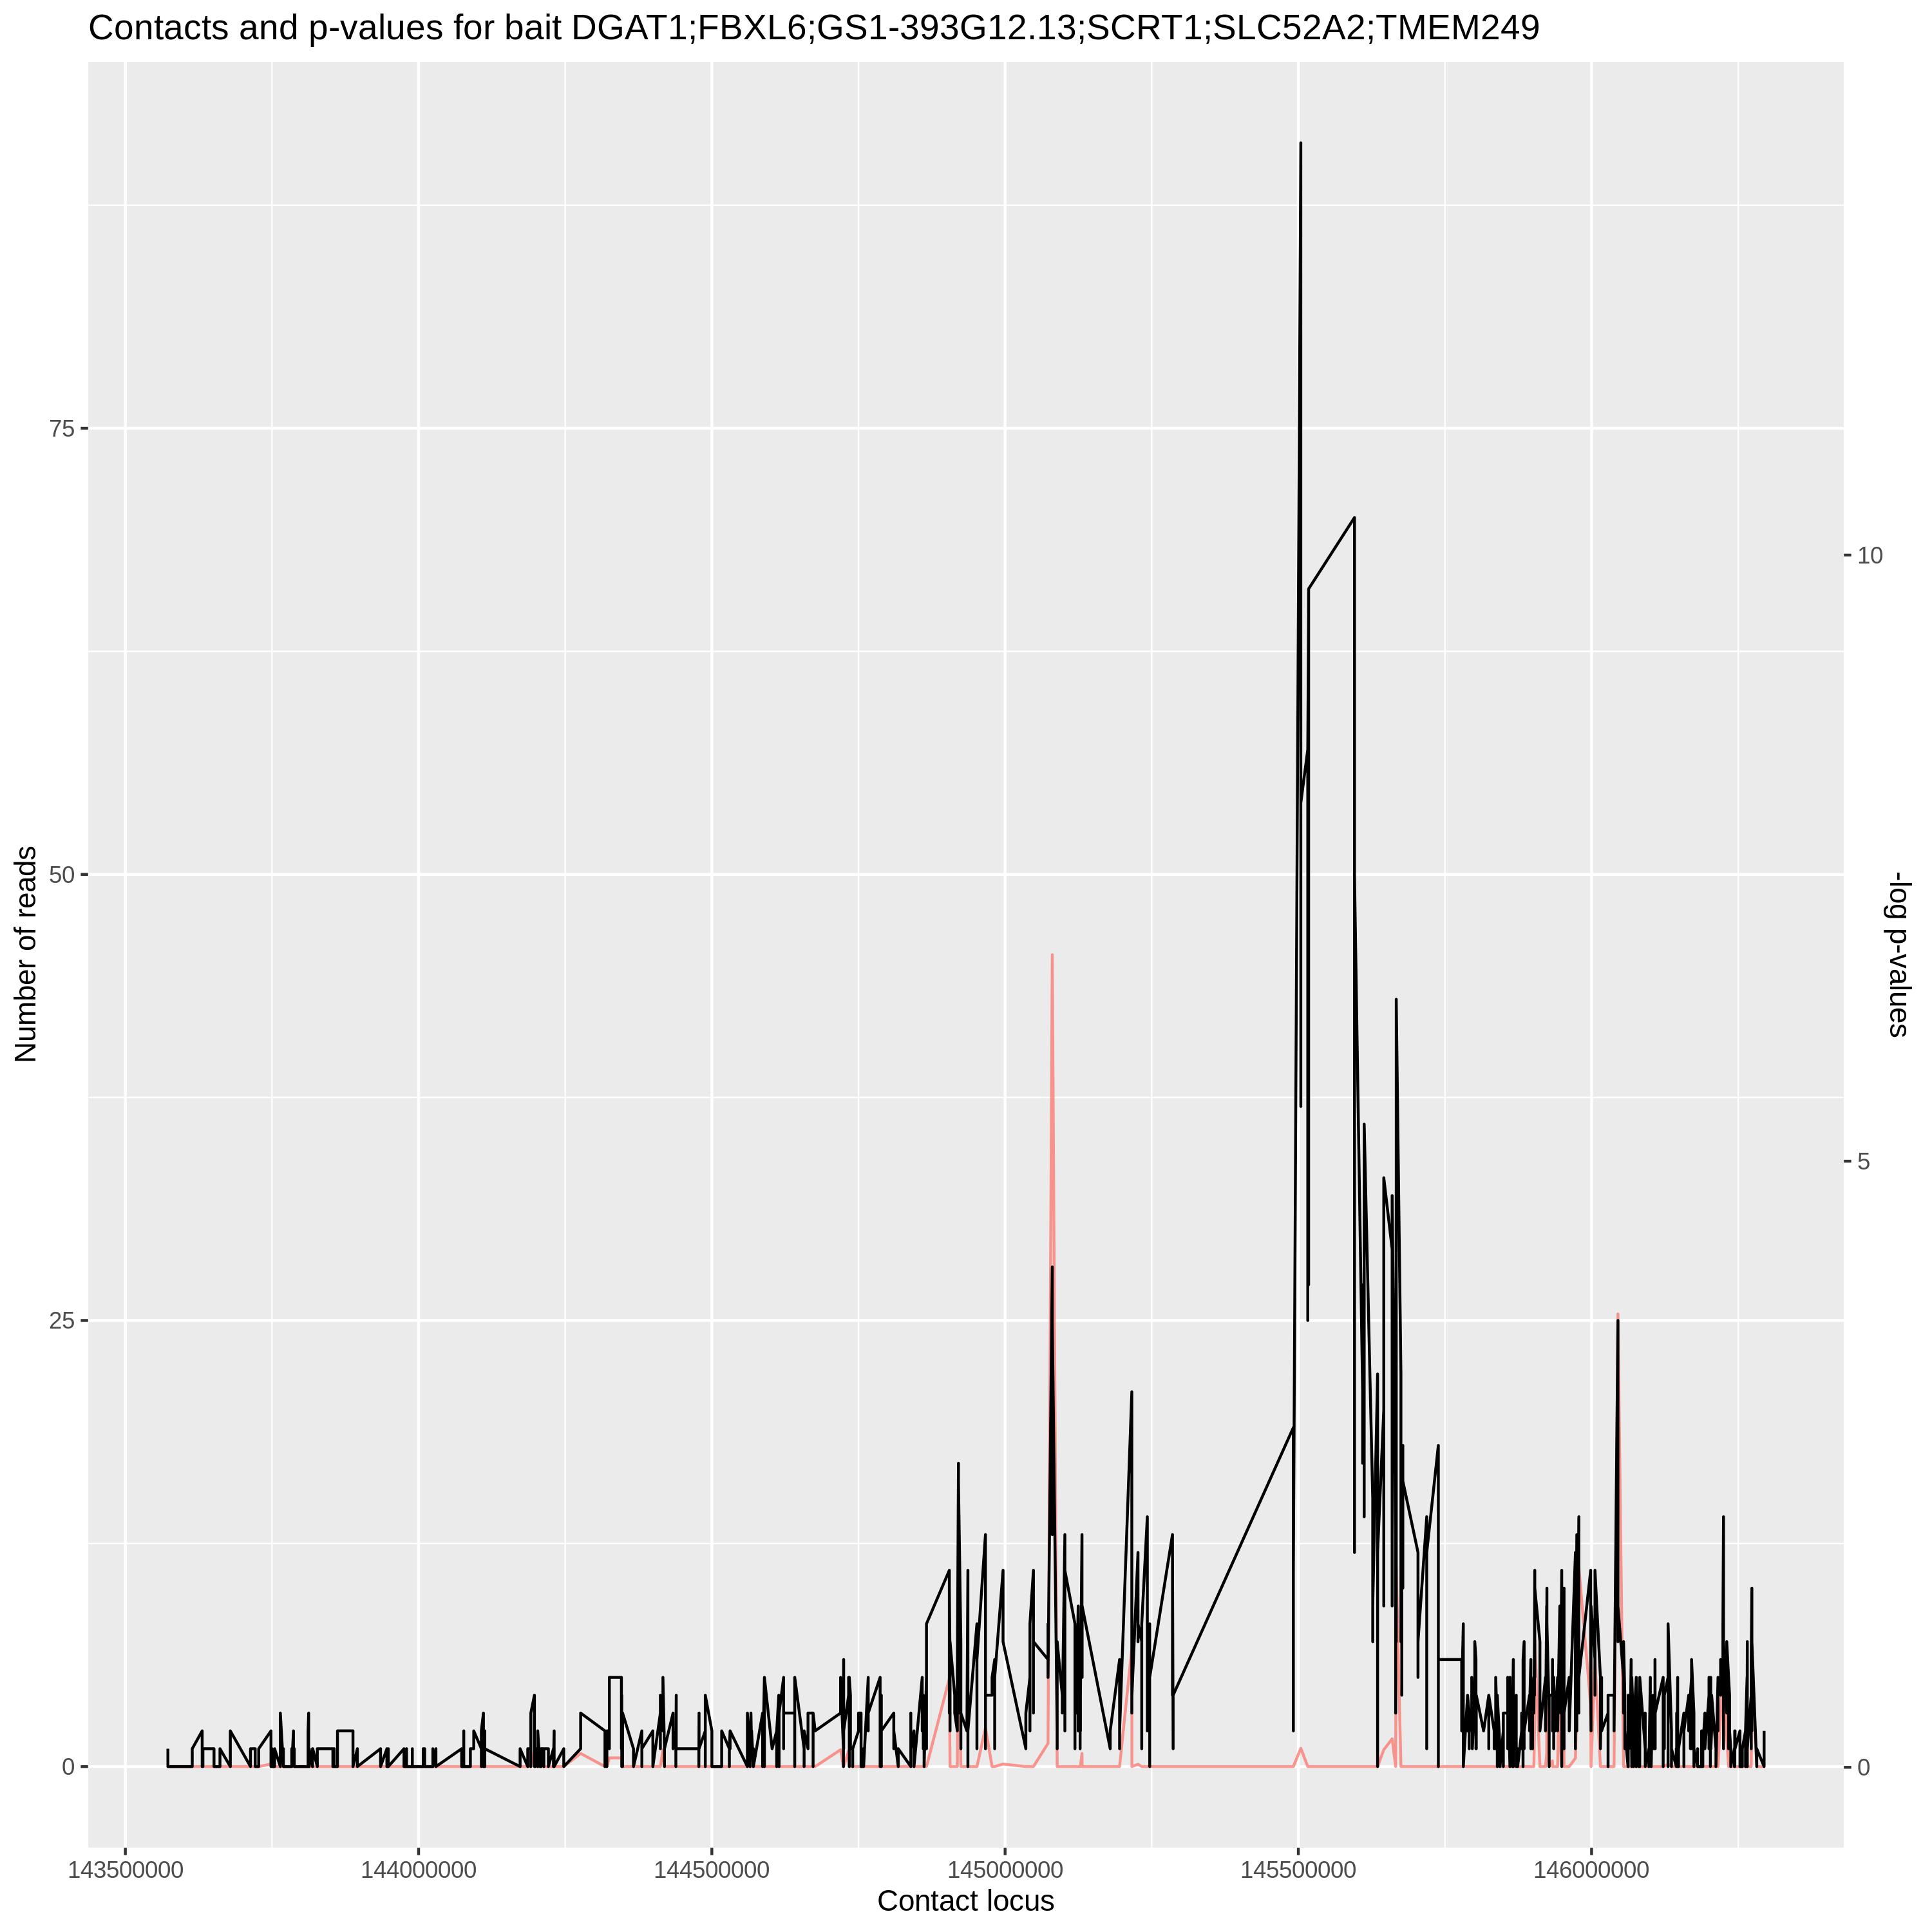 Contacts and p-values for bait DGAT1;FBXL6;GS1-393G12.13;SCRT1;SLC52A2;TMEM249
75
50
25
0
Number of reads
10
5
0
-log p-values
143500000 144000000 144500000 145000000 145500000 146000000
Contact locus